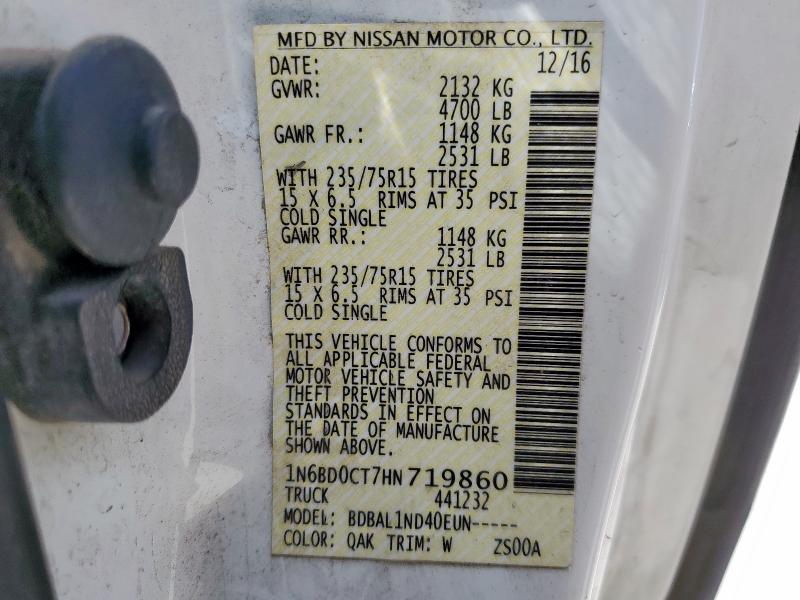 MFD BY NISSAN MOTOR CO., LTD.
DATE: 12/16
GVWR: 2132 KG
4700 LB
GAWR FR.: 1148 KG
2531 LB
WITH 235/75R15 TIRES
15 X 6.5 RIMS AT 35 PSI
COLD SINGLE
GAWR RR.: 1148 KG
2531 LB
WITH 235/75R15 TIRES
15 X 6.5 RIMS AT 35 PSI
COLD SINGLE
THIS VEHICLE CONFORMS TO
ALL APPLICABLE FEDERAL
MOTOR VEHICLE SAFETY AND
THEFT PREVENTION
STANDARDS IN EFFECT ON
THE DATE OF MANUFACTURE
SHOWN ABOVE.
1N6BD0CT7HN719860
TRUCK 441232
MODEL: BDBAL1ND40EUN-----
COLOR: QAK TRIM: W ZS00A